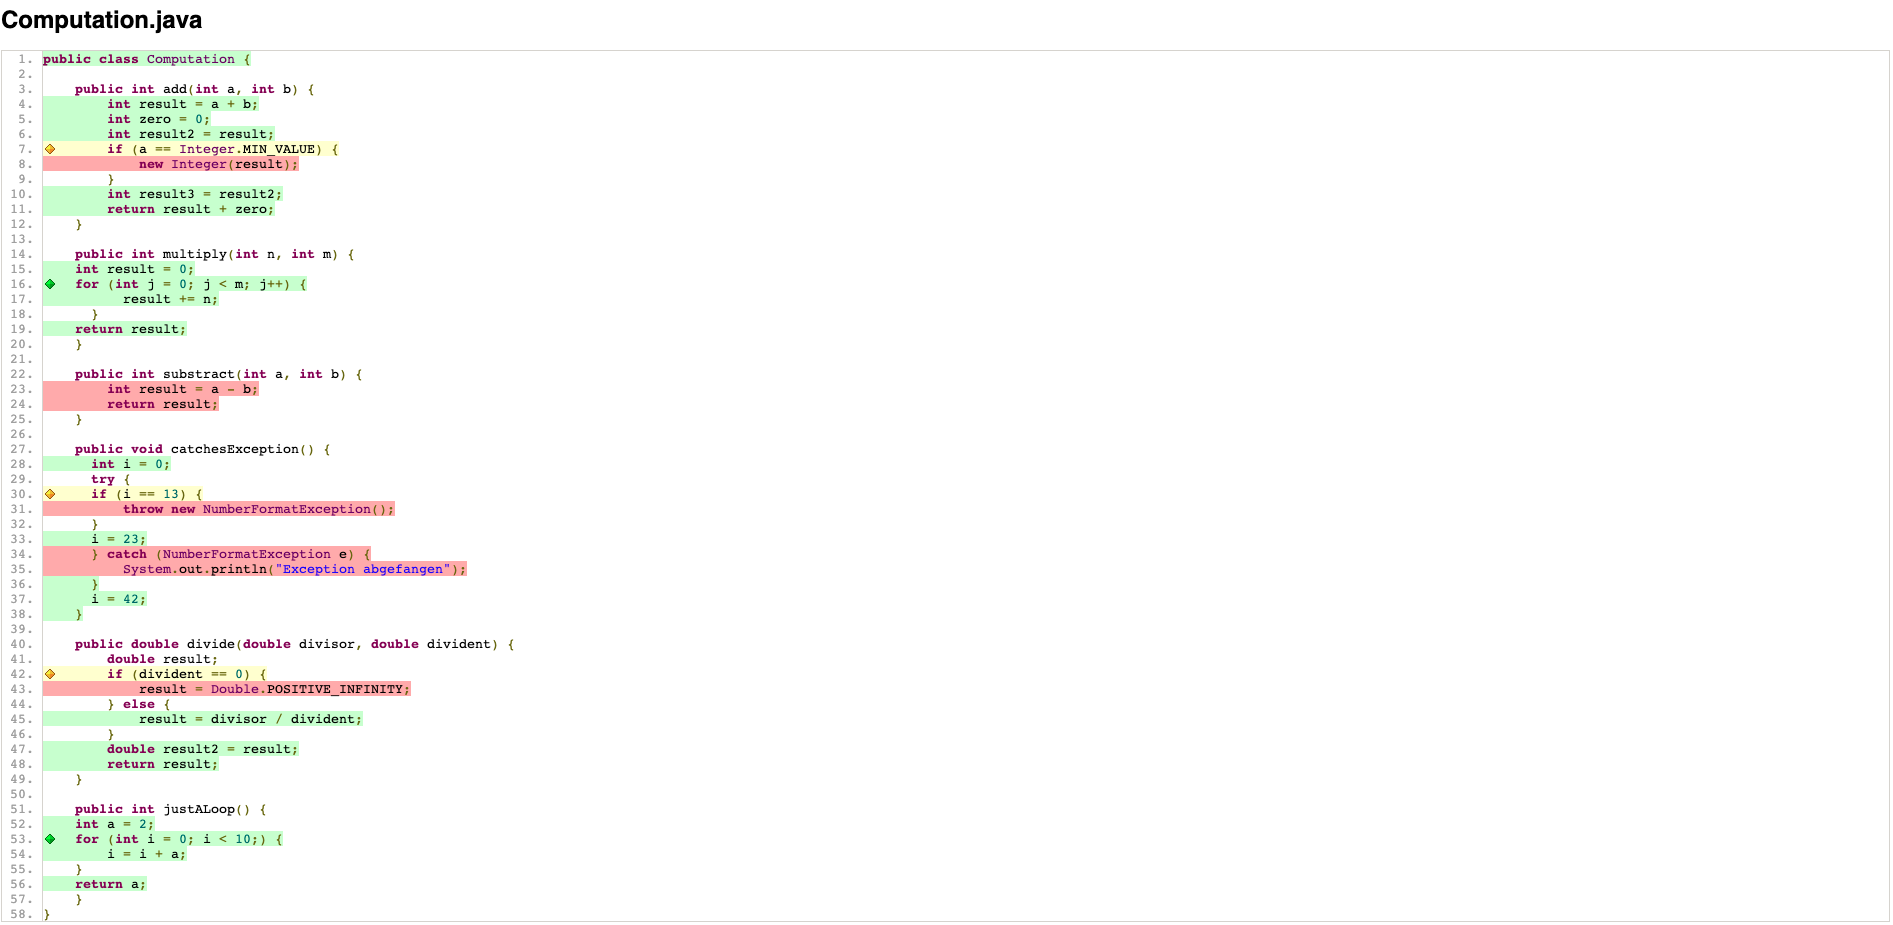 Computation.java
1. public class Computation {
2.
3.     public int add(int a, int b) {
4.         int result = a + b;
5.         int zero = 0;
6.         int result2 = result;
7.         if (a == Integer.MIN_VALUE) {
8.             new Integer(result);
9.         }
10.         int result3 = result2;
11.         return result + zero;
12.     }
13.
14.     public int multiply(int n, int m) {
15.     int result = 0;
16.     for (int j = 0; j < m; j++) {
17.           result += n;
18.       }
19.     return result;
20.     }
21.
22.     public int substract(int a, int b) {
23.         int result = a - b;
24.         return result;
25.     }
26.
27.     public void catchesException() {
28.       int i = 0;
29.       try {
30.       if (i == 13) {
31.           throw new NumberFormatException();
32.       }
33.       i = 23;
34.       } catch (NumberFormatException e) {
35.           System.out.println("Exception abgefangen");
36.       }
37.       i = 42;
38.     }
39.
40.     public double divide(double divisor, double divident) {
41.         double result;
42.         if (divident == 0) {
43.             result = Double.POSITIVE_INFINITY;
44.         } else {
45.             result = divisor / divident;
46.         }
47.         double result2 = result;
48.         return result;
49.     }
50.
51.     public int justALoop() {
52.     int a = 2;
53.     for (int i = 0; i < 10;) {
54.         i = i + a;
55.     }
56.     return a;
57.     }
58. }